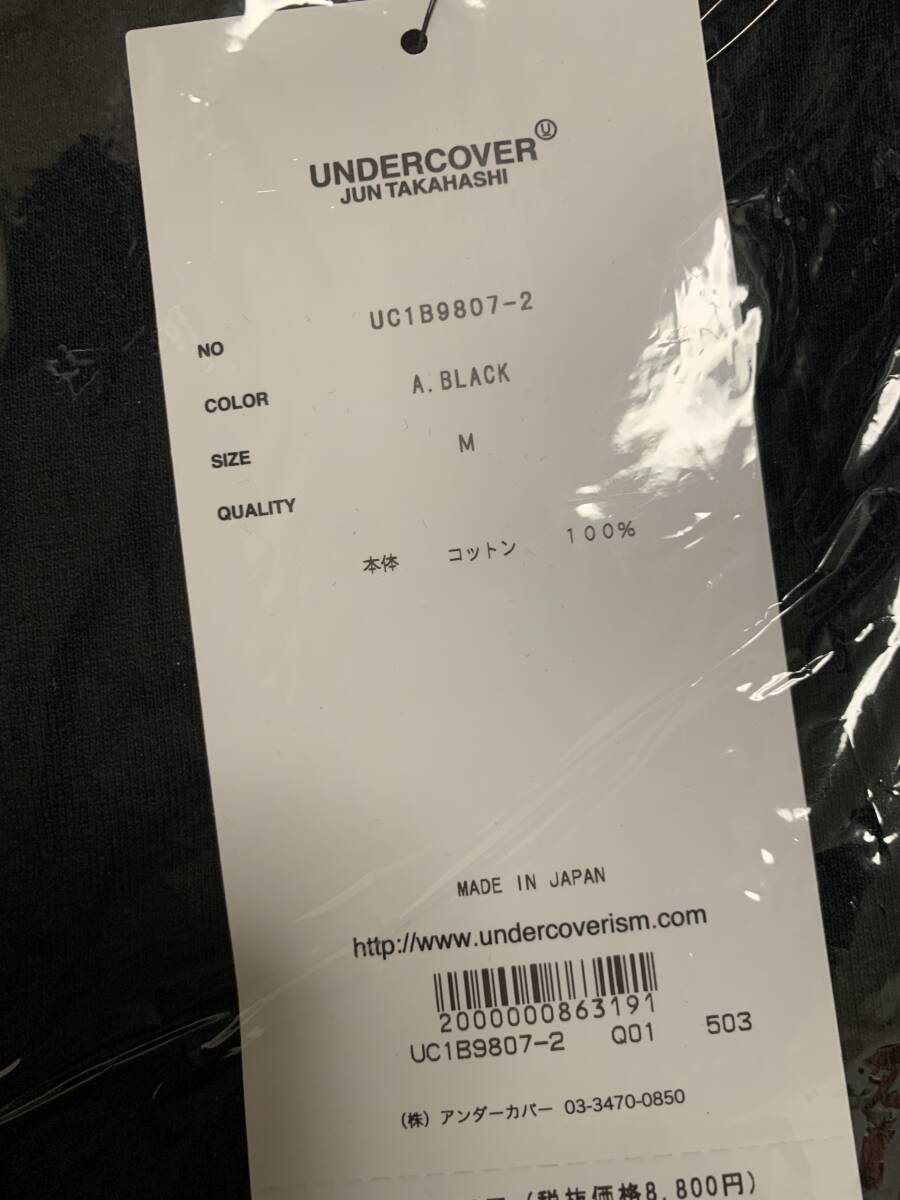 UNDERCOVER Ⓤ
JUN TAKAHASHI
NO UC1B9807-2
COLOR A.BLACK
SIZE M
QUALITY
本体 コットン 100%
MADE IN JAPAN
http://www.undercoverism.com
2000000863191
UC1B9807-2 Q01 503
(株) アンダーカバー 03-3470-0850
(税抜価格8,800円)